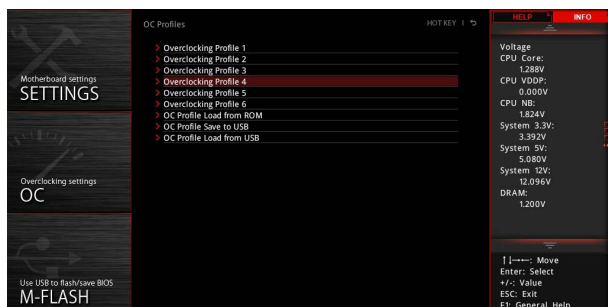 OC Profiles
HOT KEY
HELP
INFO
Overclocking Profile 1
Overclocking Profile 2
Overclocking Profile 3
Overclocking Profile 4
Overclocking Profile 5
Overclocking Profile 6
OC Profile Load from ROM
OC Profile Save to USB
OC Profile Load from USB
Motherboard settings
SETTINGS
Overclocking settings
OC
Use USB to flash/save BIOS
M-FLASH
Voltage
CPU Core:
1.288V
CPU VDDP:
0.000V
CPU NB:
1.824V
System 3.3V:
3.392V
System 5V:
5.080V
System 12V:
12.096V
DRAM:
1.200V
↑↓→←: Move
Enter: Select
+/-: Value
ESC: Exit
F1: General Help